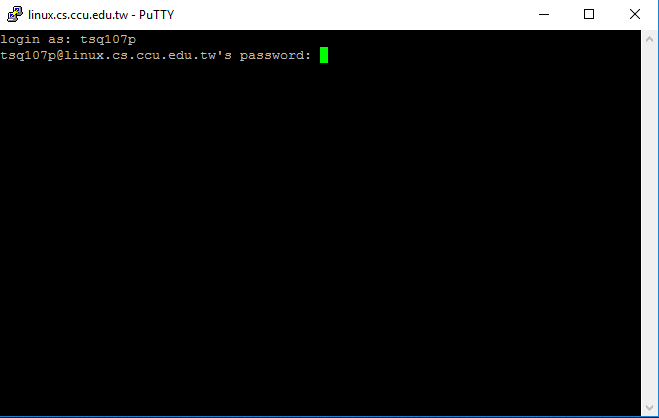 linux.cs.ccu.edu.tw - PuTTY
login as: tsq107p
tsq107p@linux.cs.ccu.edu.tw's password: